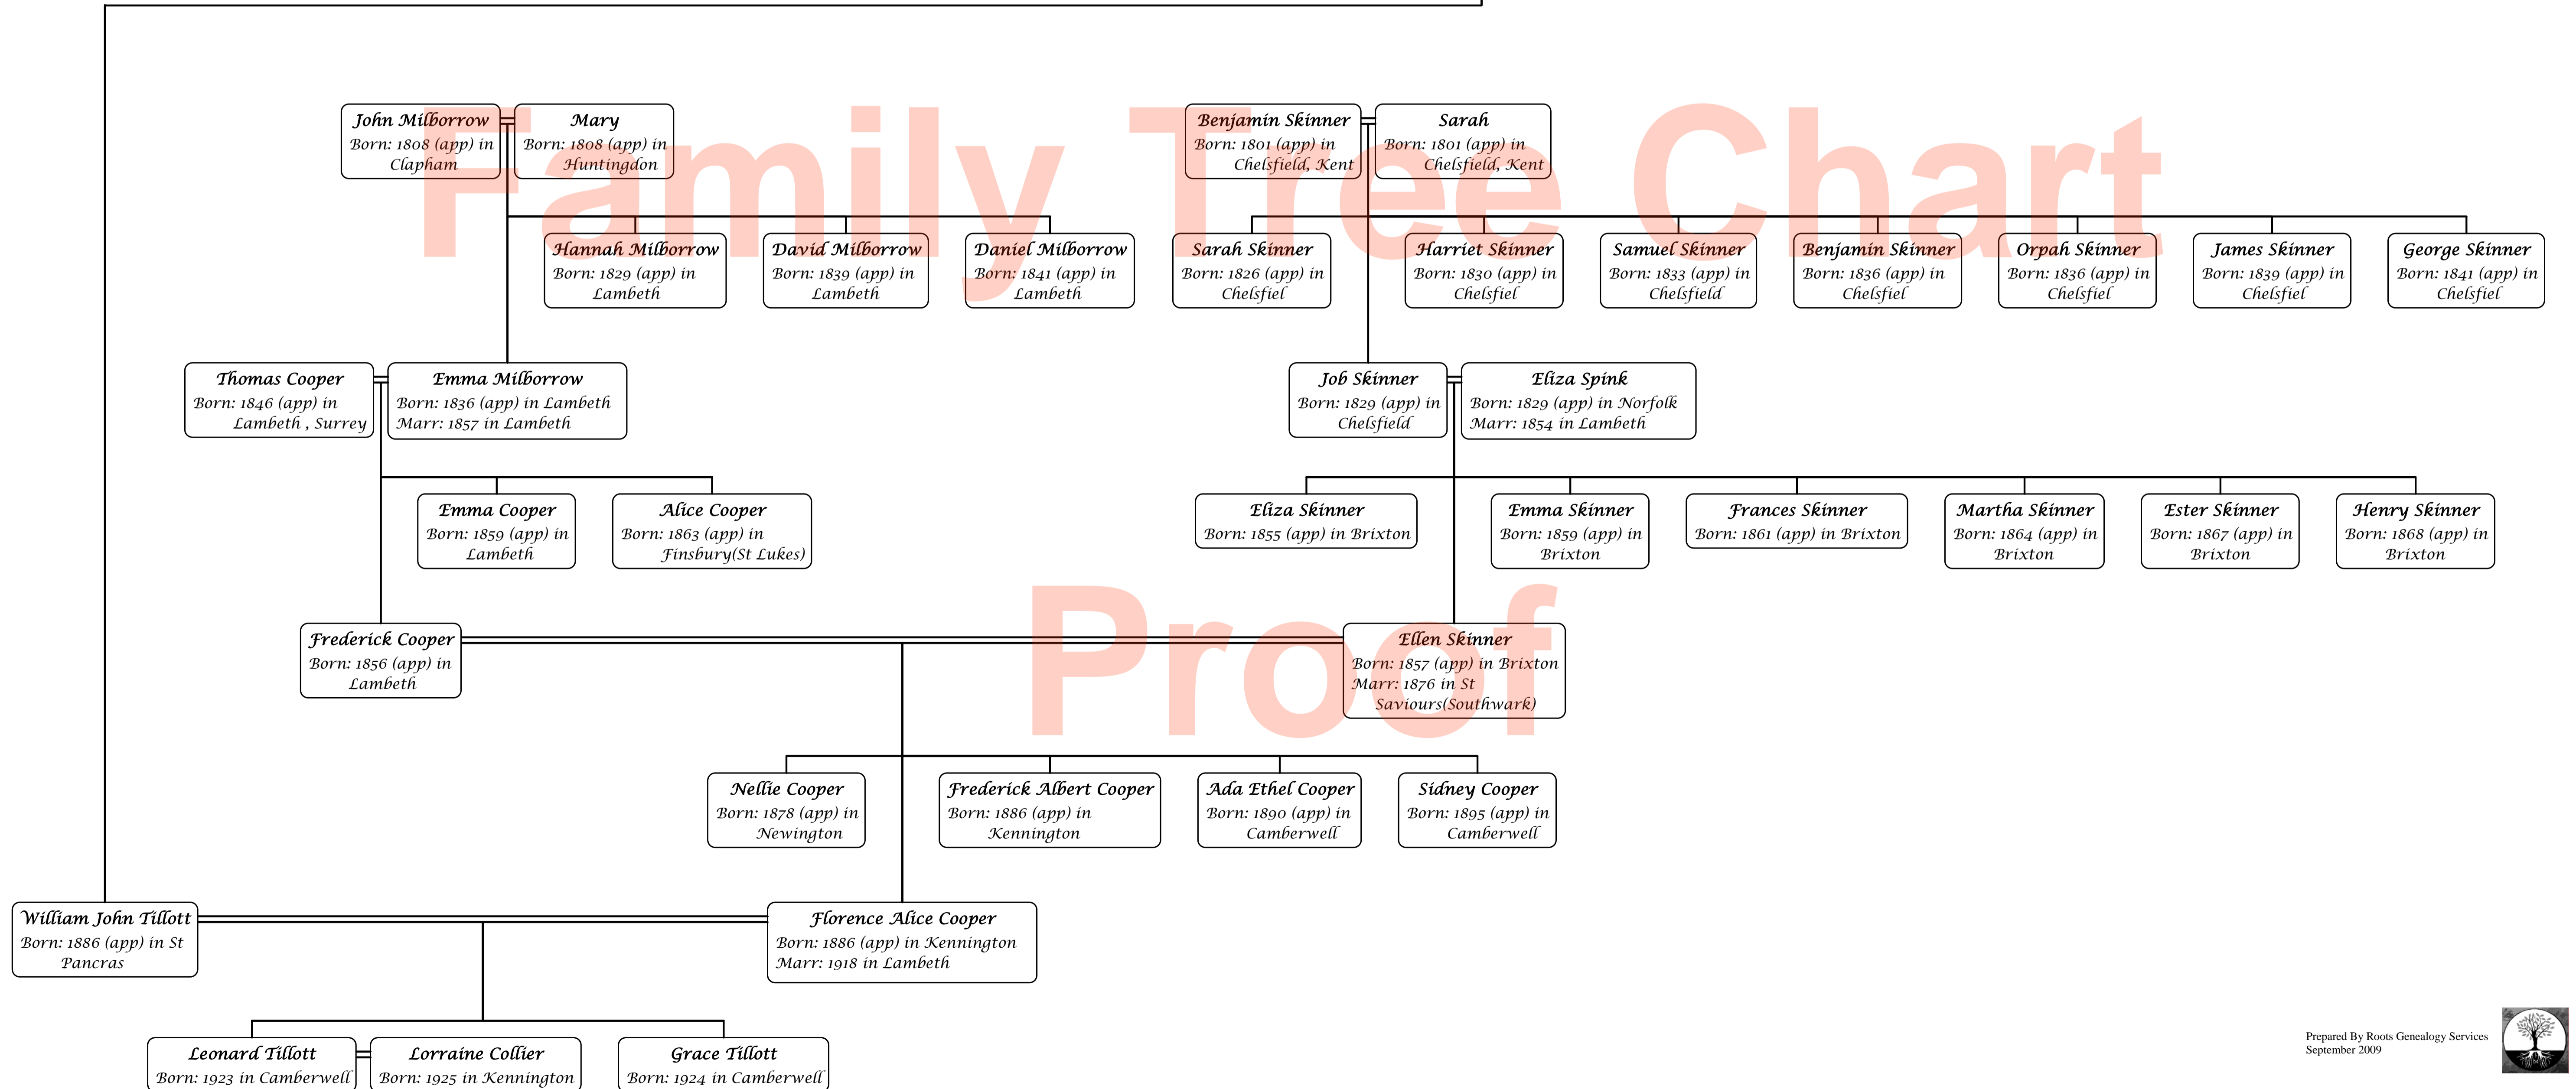 Family Tree Chart
John Milborrow
Born: 1808 (app) in
Clapham
Mary
Born: 1808 (app) in
Huntingdon
Benjamin Skinner
Born: 1801 (app) in
Chelsfield, Kent
Sarah
Born: 1801 (app) in
Chelsfield, Kent
Hannah Milborrow
Born: 1829 (app) in
Lambeth
David Milborrow
Born: 1839 (app) in
Lambeth
Daniel Milborrow
Born: 1841 (app) in
Lambeth
Sarah Skinner
Born: 1826 (app) in
Chelsfiel
Harriet Skinner
Born: 1830 (app) in
Chelsfiel
Samuel Skinner
Born: 1833 (app) in
Chelsfield
Benjamin Skinner
Born: 1836 (app) in
Chelsfiel
Orpah Skinner
Born: 1836 (app) in
Chelsfiel
James Skinner
Born: 1839 (app) in
Chelsfiel
George Skinner
Born: 1841 (app) in
Chelsfiel
Thomas Cooper
Born: 1846 (app) in
Lambeth , Surrey
Emma Milborrow
Born: 1836 (app) in Lambeth
Marr: 1857 in Lambeth
Job Skinner
Born: 1829 (app) in
Chelsfield
Eliza Spink
Born: 1829 (app) in Norfolk
Marr: 1854 in Lambeth
Emma Cooper
Born: 1859 (app) in
Lambeth
Alice Cooper
Born: 1863 (app) in
Finsbury(St Lukes)
Eliza Skinner
Born: 1855 (app) in Brixton
Emma Skinner
Born: 1859 (app) in
Brixton
Frances Skinner
Born: 1861 (app) in Brixton
Martha Skinner
Born: 1864 (app) in
Brixton
Ester Skinner
Born: 1867 (app) in
Brixton
Henry Skinner
Born: 1868 (app) in
Brixton
Proof
Frederick Cooper
Born: 1856 (app) in
Lambeth
Ellen Skinner
Born: 1857 (app) in Brixton
Marr: 1876 in St
Saviours(Southwark)
Nellie Cooper
Born: 1878 (app) in
Newington
Frederick Albert Cooper
Born: 1886 (app) in
Kennington
Ada Ethel Cooper
Born: 1890 (app) in
Camberwell
Sidney Cooper
Born: 1895 (app) in
Camberwell
William John Tillott
Born: 1886 (app) in St
Pancras
Florence Alice Cooper
Born: 1886 (app) in Kennington
Marr: 1918 in Lambeth
Leonard Tillott
Born: 1923 in Camberwell
Lorraine Collier
Born: 1925 in Kennington
Grace Tillott
Born: 1924 in Camberwell
Prepared By Roots Genealogy Services
September 2009